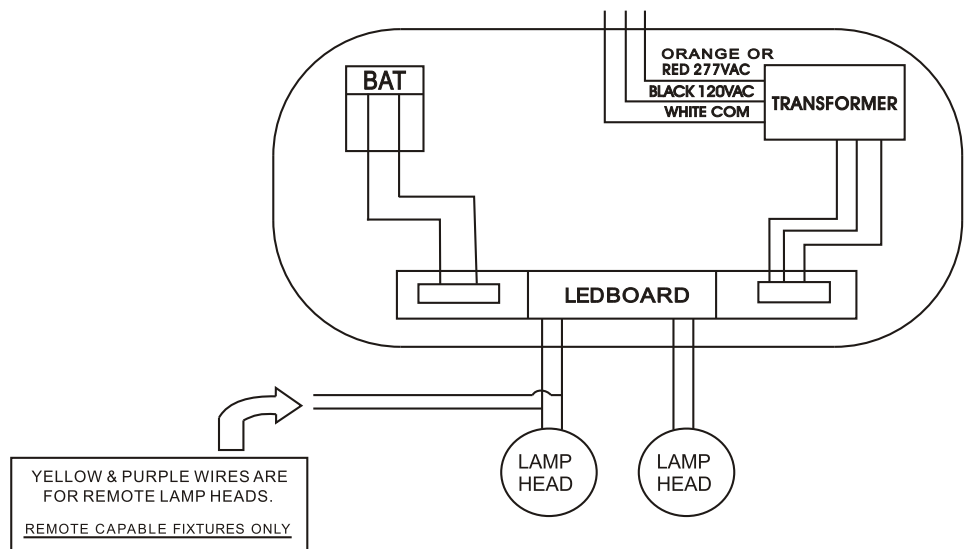 ORANGE OR
RED 277VAC
BAT
BLACK 120VAC
TRANSFORMER
WHITE COM
LEDBOARD
LAMP
HEAD
LAMP
HEAD
YELLOW & PURPLE WIRES ARE
FOR REMOTE LAMP HEADS.
REMOTE CAPABLE FIXTURES ONLY